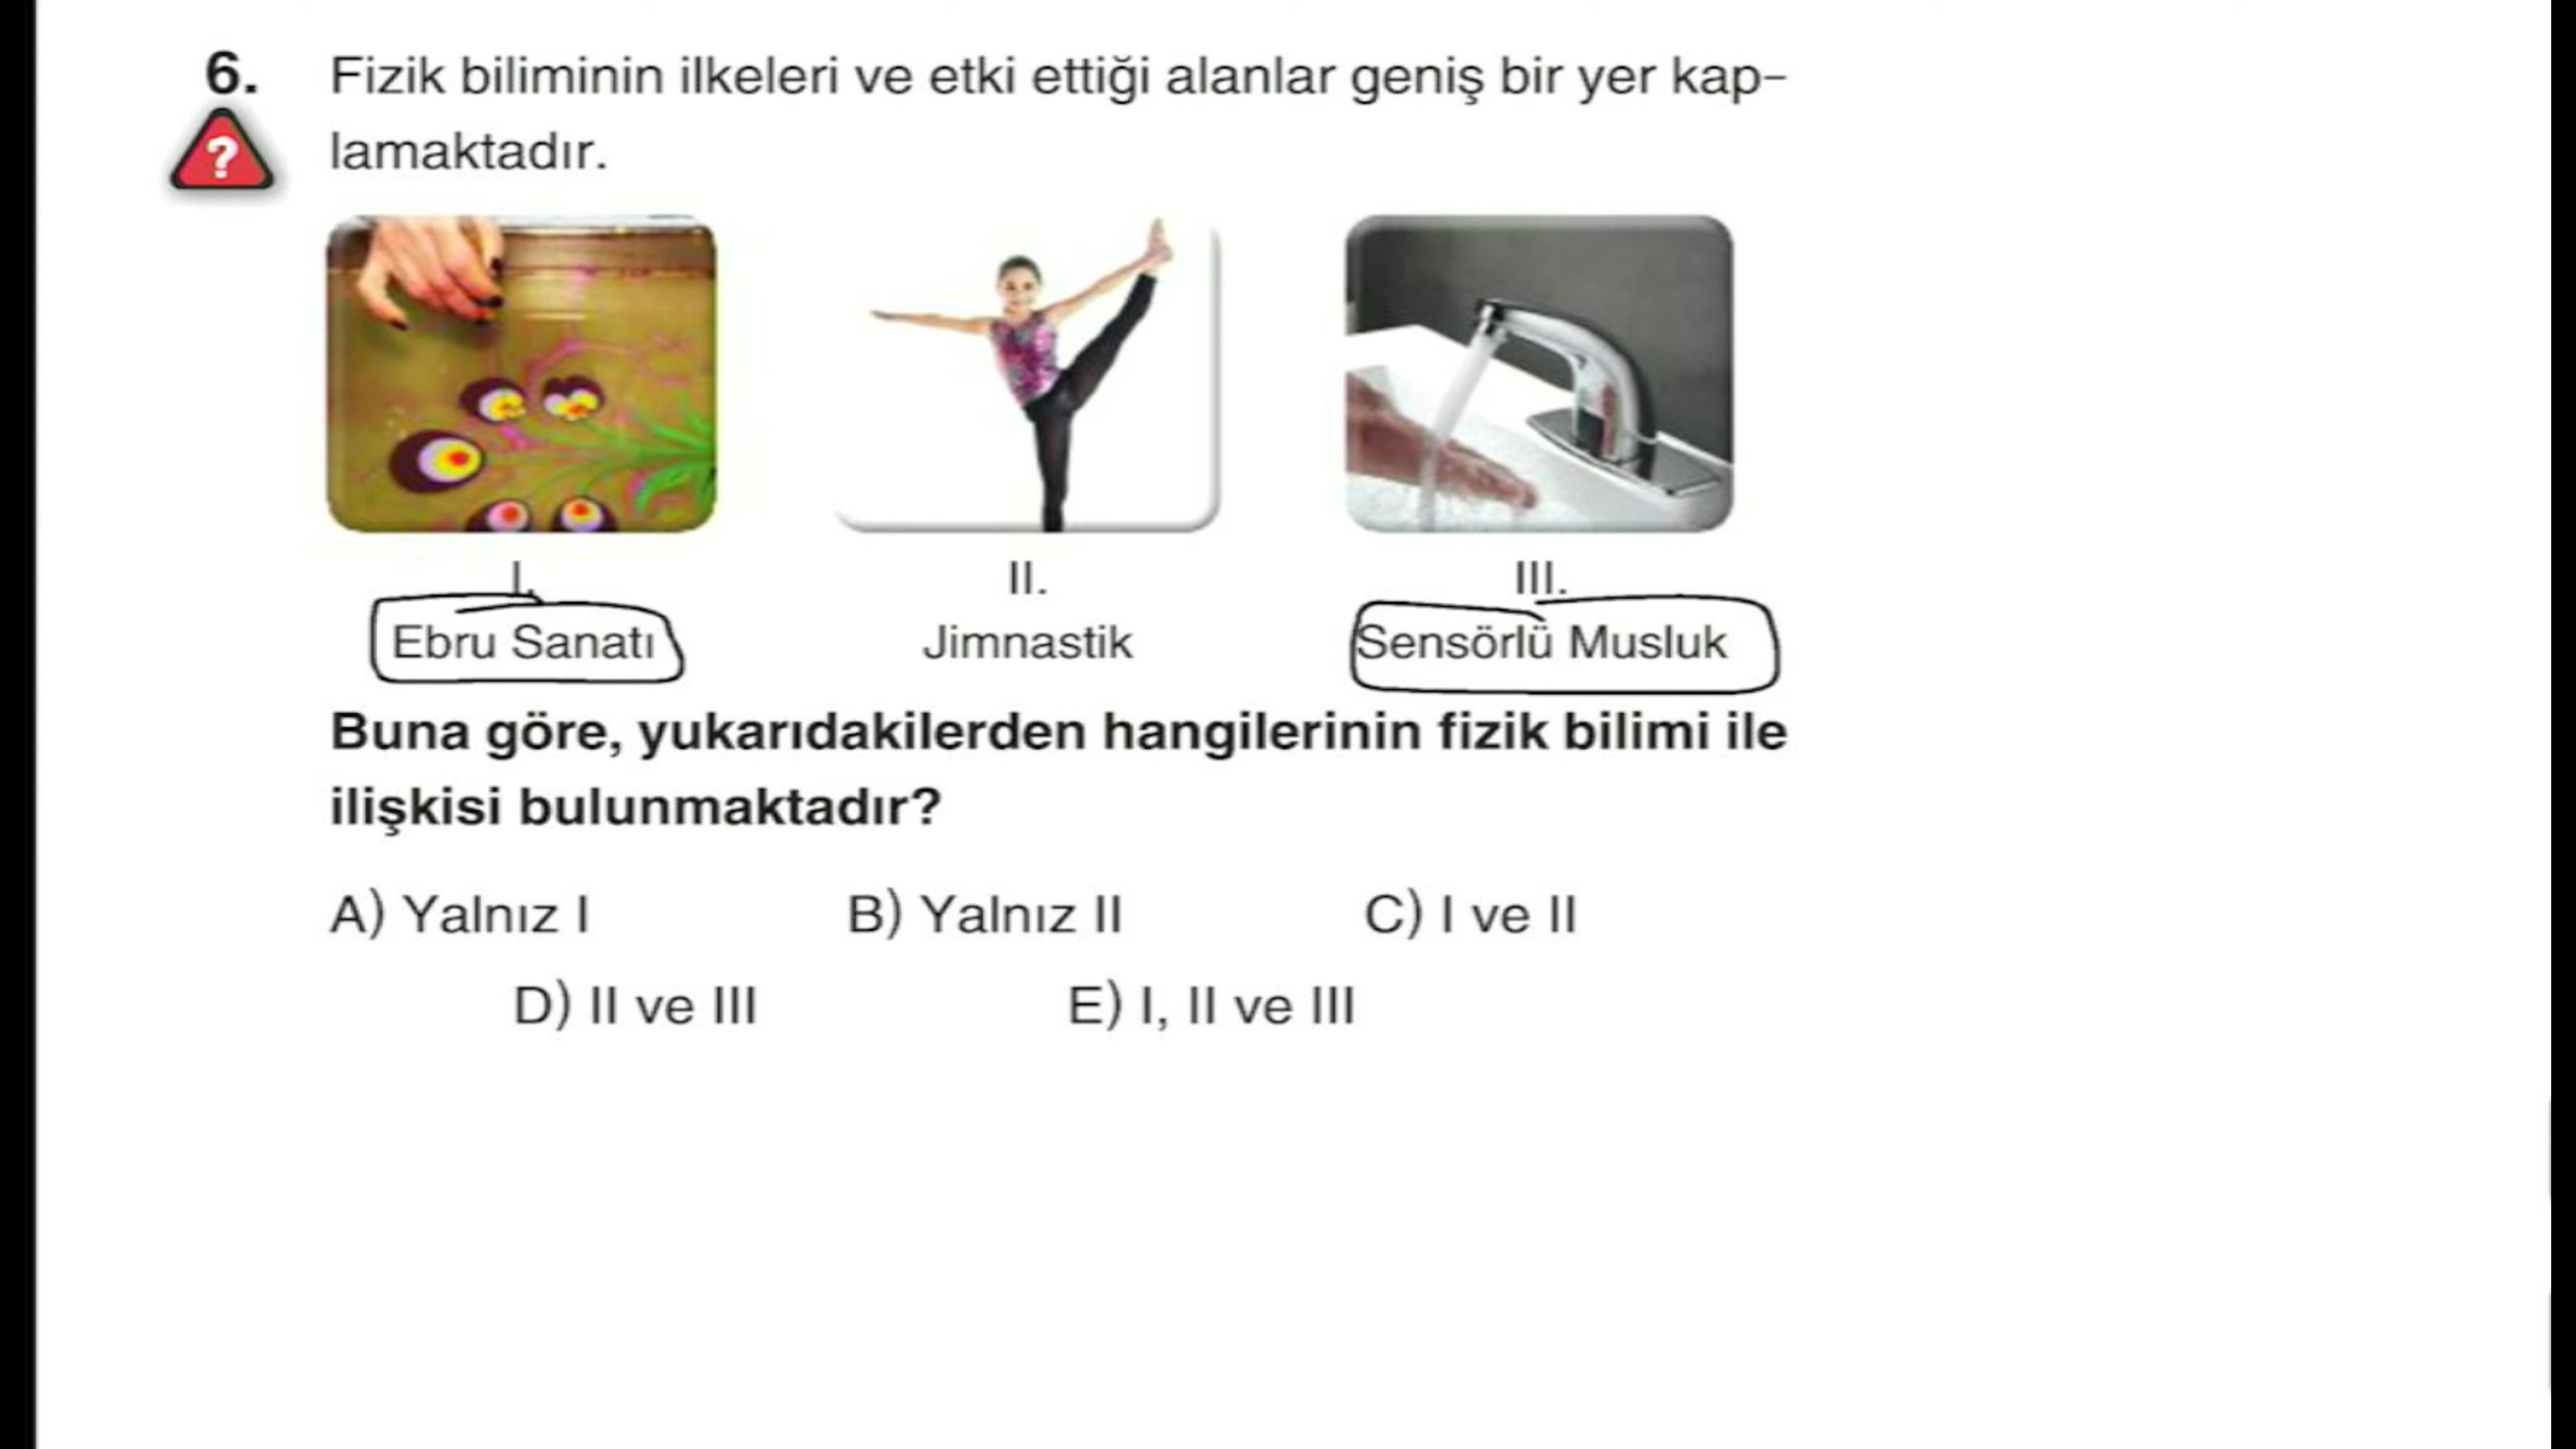 6. Fizik biliminin ilkeleri ve etki ettiği alanlar geniş bir yer kap-
lamaktadır.
?
I. II. III.
Ebru Sanatı Jimnastik Sensörlü Musluk
Buna göre, yukarıdakilerden hangilerinin fizik bilimi ile
ilişkisi bulunmaktadır?
A) Yalnız I B) Yalnız II C) I ve II
D) II ve III E) I, II ve III